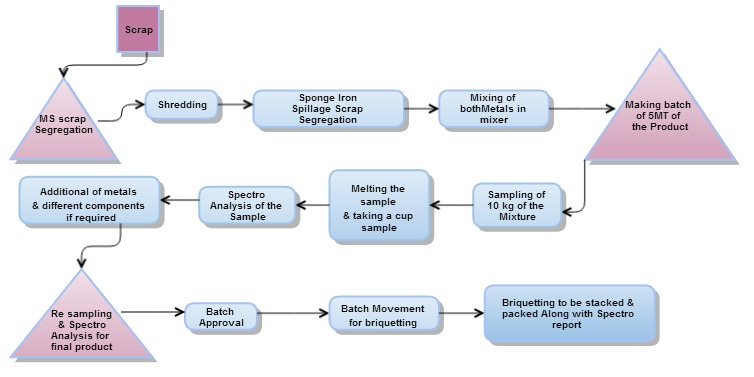 Scrap
MS scrap
Segregation
Shredding
Sponge Iron
Spillage Scrap
Segregation
Mixing of
bothMetals in
mixer
Making batch
of 5MT of
the Product
Sampling of
10 kg of the
Mixture
Melting the
sample
& taking a cup
sample
Spectro
Analysis of the
Sample
Additional of metals
& different components
if required
Re sampling
& Spectro
Analysis for
final product
Batch
Approval
Batch Movement
for briquetting
Briquetting to be stacked &
packed Along with Spectro
report